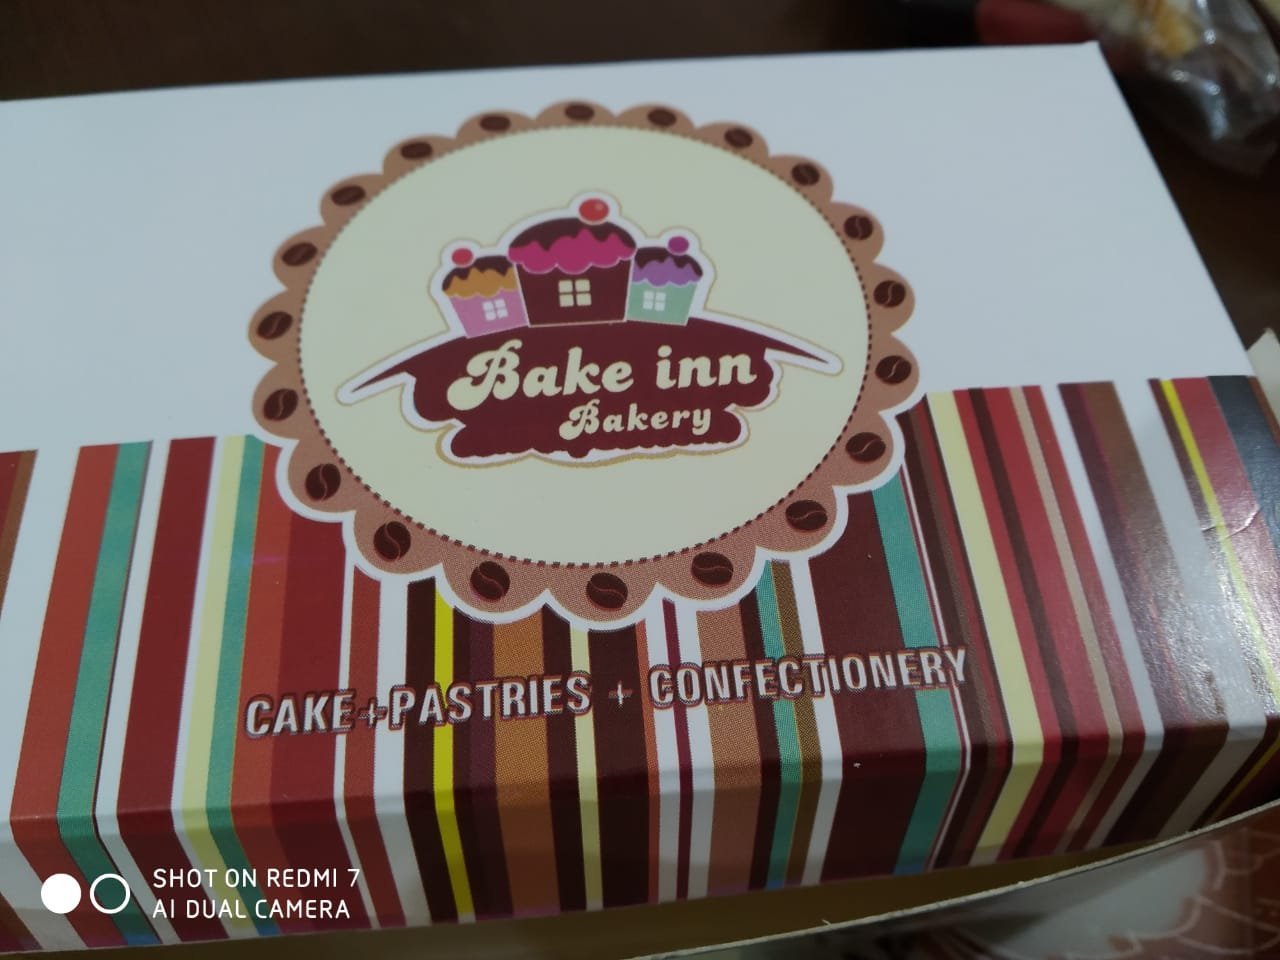 Bake inn
Bakery
CAKE+PASTRIES + CONFECTIONERY
SHOT ON REDMI 7
AI DUAL CAMERA